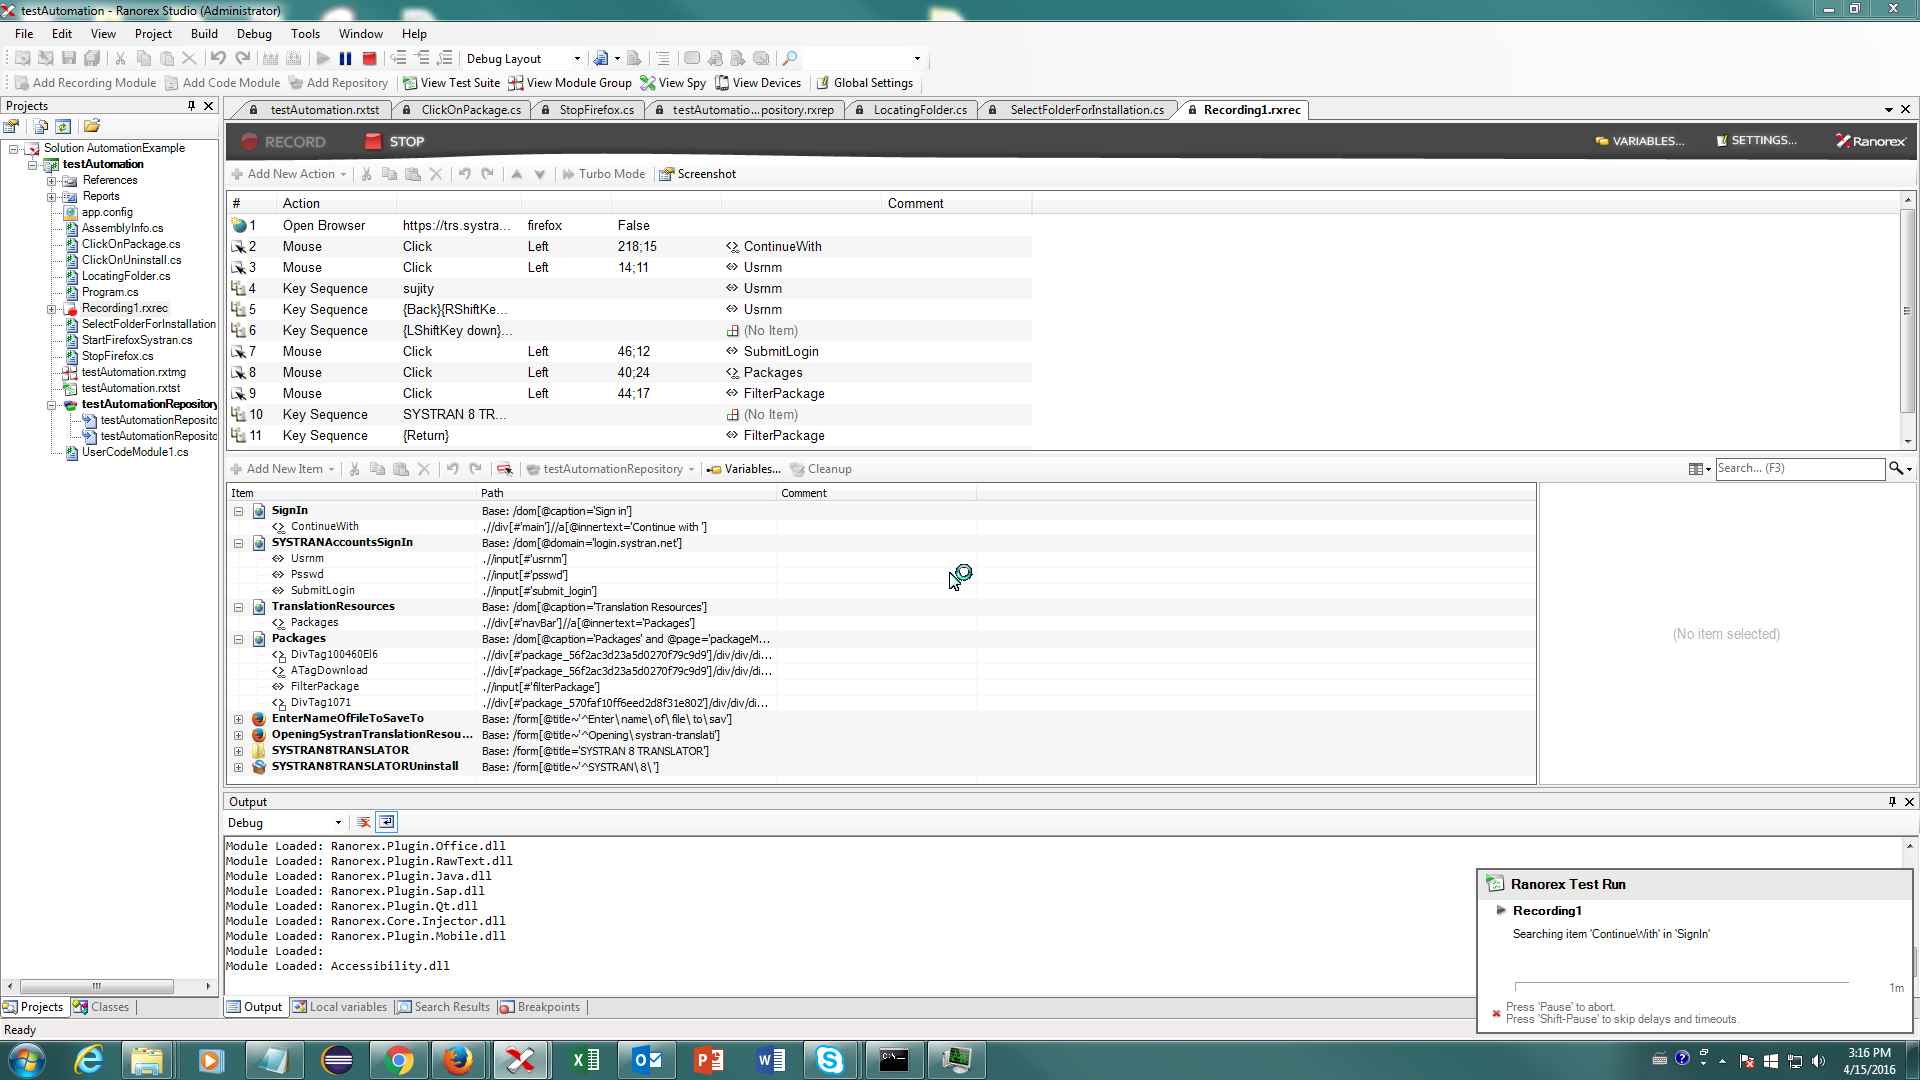 testAutomation - Ranorex Studio (Administrator)
File Edit View Project Build Debug Tools Window Help
Debug Layout
Add Recording Module Add Code Module Add Repository View Test Suite View Module Group View Spy View Devices Global Settings
Projects
testAutomation.rxtst ClickOnPackage.cs StopFirefox.cs testAutomatio...pository.rxrep LocatingFolder.cs SelectFolderForInstallation.cs Recording1.rxrec
Solution AutomationExample
testAutomation
References
Reports
app.config
AssemblyInfo.cs
ClickOnPackage.cs
ClickOnUninstall.cs
LocatingFolder.cs
Program.cs
Recording1.rxrec
SelectFolderForInstallation
StartFirefoxSystran.cs
StopFirefox.cs
testAutomation.rxtmg
testAutomation.rxtst
testAutomationRepository
testAutomationReposito
testAutomationReposito
UserCodeModule1.cs
RECORD STOP VARIABLES... SETTINGS... Ranorex
Add New Action Turbo Mode Screenshot
# Action Comment
1 Open Browser https://trs.systra... firefox False
2 Mouse Click Left 218;15 ContinueWith
3 Mouse Click Left 14;11 Usrnm
4 Key Sequence sujity Usrnm
5 Key Sequence {Back}{RShiftKe... Usrnm
6 Key Sequence {LShiftKey down}... (No Item)
7 Mouse Click Left 46;12 SubmitLogin
8 Mouse Click Left 40;24 Packages
9 Mouse Click Left 44;17 FilterPackage
10 Key Sequence SYSTRAN 8 TR... (No Item)
11 Key Sequence {Return} FilterPackage
Add New Item testAutomationRepository Variables... Cleanup Search... (F3)
Item Path Comment
SignIn Base: /dom[@caption='Sign in']
ContinueWith .//div[#'main']//a[@innertext='Continue with ']
SYSTRANAccountsSignIn Base: /dom[@domain='login.systran.net']
Usrnm .//input[#'usrnm']
Psswd .//input[#'psswd']
SubmitLogin .//input[#'submit_login']
TranslationResources Base: /dom[@caption='Translation Resources']
Packages .//div[#'navBar']//a[@innertext='Packages']
Packages Base: /dom[@caption='Packages' and @page='packageM...
DivTag100460El6 .//div[#'package_56f2ac3d23a5d0270f79c9d9']/div/div/di...
ATagDownload .//div[#'package_56f2ac3d23a5d0270f79c9d9']/div/div/di...
FilterPackage .//input[#'filterPackage']
DivTag1071 .//div[#'package_570faf10ff6eed2d8f31e802']/div/div/di...
EnterNameOfFileToSaveTo Base: /form[@title~'^Enter\ name\ of\ file\ to\ sav']
OpeningSystranTranslationResou... Base: /form[@title~'^Opening\ systran-translati']
SYSTRAN8TRANSLATOR Base: /form[@title='SYSTRAN 8 TRANSLATOR']
SYSTRAN8TRANSLATORUninstall Base: /form[@title~'^SYSTRAN\ 8\ ']
(No item selected)
Output
Debug
Module Loaded: Ranorex.Plugin.Office.dll
Module Loaded: Ranorex.Plugin.RawText.dll
Module Loaded: Ranorex.Plugin.Java.dll
Module Loaded: Ranorex.Plugin.Sap.dll
Module Loaded: Ranorex.Plugin.Qt.dll
Module Loaded: Ranorex.Core.Injector.dll
Module Loaded: Ranorex.Plugin.Mobile.dll
Module Loaded:
Module Loaded: Accessibility.dll
Ranorex Test Run
Recording1
Searching item 'ContinueWith' in 'SignIn'
1m
Press 'Pause' to abort.
Press 'Shift-Pause' to skip delays and timeouts.
Projects Classes
Output Local variables Search Results Breakpoints
Ready
3:16 PM
4/15/2016